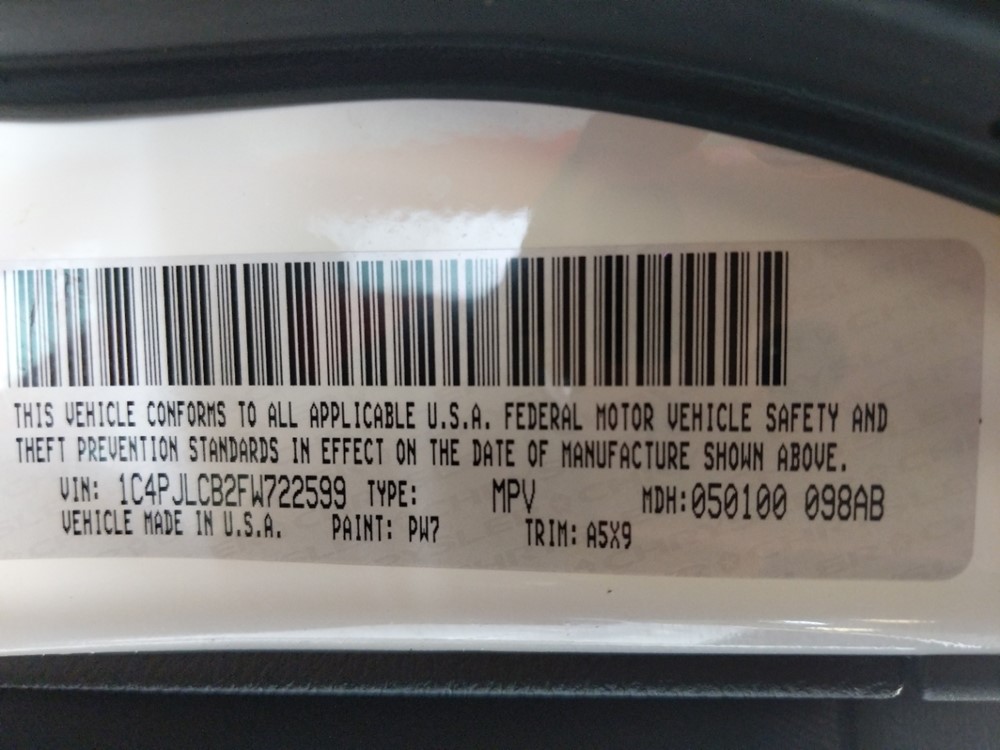 THIS VEHICLE CONFORMS TO ALL APPLICABLE U.S.A. FEDERAL MOTOR VEHICLE SAFETY AND
THEFT PREVENTION STANDARDS IN EFFECT ON THE DATE OF MANUFACTURE SHOWN ABOVE.
VIN: 1C4PJLCB2FW722599 TYPE: MPV MDH:050100 098AB
VEHICLE MADE IN U.S.A. PAINT: PW7 TRIM: A5X9